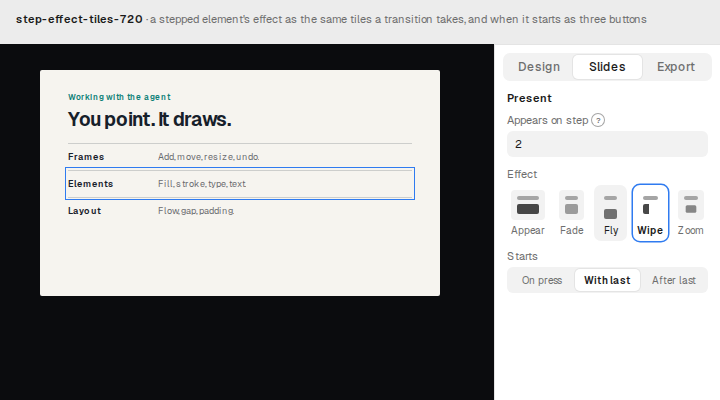 step-effect-tiles-720 · a stepped element's effect as the same tiles a transition takes, and when it starts as three buttons
Working with the agent
You point. It draws.
Frames Add, move, resize, undo.
Elements Fill, stroke, type, text.
Layout Flow, gap, padding.
Design Slides Export
Present
Appears on step ?
2
Effect
Appear Fade Fly Wipe Zoom
Starts
On press With last After last